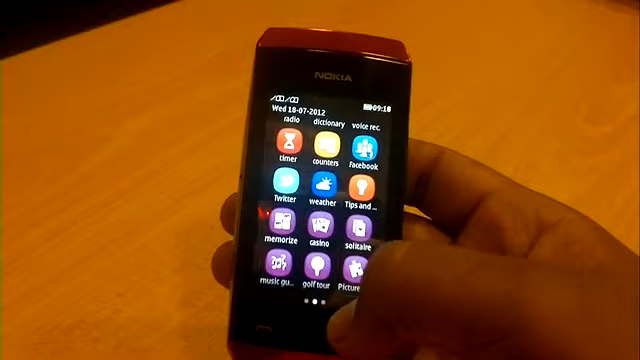 NOKIA
09:18
Wed 18-07-2012
radio dictionary voice rec.
timer counters Facebook
Twitter weather Tips and ...
memorize casino solitaire
music gu... golf tour Picture